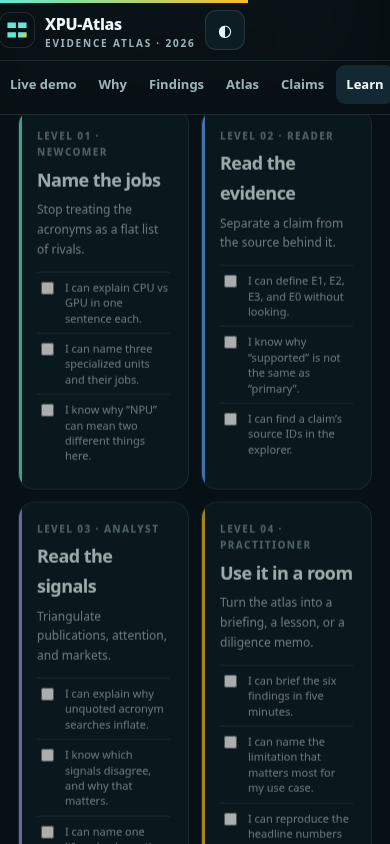 XPU-Atlas
EVIDENCE ATLAS · 2026
Live demo
Why
Findings
Atlas
Claims
Learn
LEVEL 01 ·
NEWCOMER
Name the jobs
Stop treating the
acronyms as a flat list
of rivals.
I can explain CPU vs
GPU in one
sentence each.
I can name three
specialized units
and their jobs.
I know why “NPU”
can mean two
different things
here.
LEVEL 02 · READER
Read the
evidence
Separate a claim from
the source behind it.
I can define E1, E2,
E3, and E0 without
looking.
I know why
“supported” is not
the same as
“primary”.
I can find a claim’s
source IDs in the
explorer.
LEVEL 03 · ANALYST
Read the
signals
Triangulate
publications, attention,
and markets.
I can explain why
unquoted acronym
searches inflate.
I know which
signals disagree,
and why that
matters.
I can name one
LEVEL 04 ·
PRACTITIONER
Use it in a room
Turn the atlas into a
briefing, a lesson, or a
diligence memo.
I can brief the six
findings in five
minutes.
I can name the
limitation that
matters most for
my use case.
I can reproduce the
headline numbers